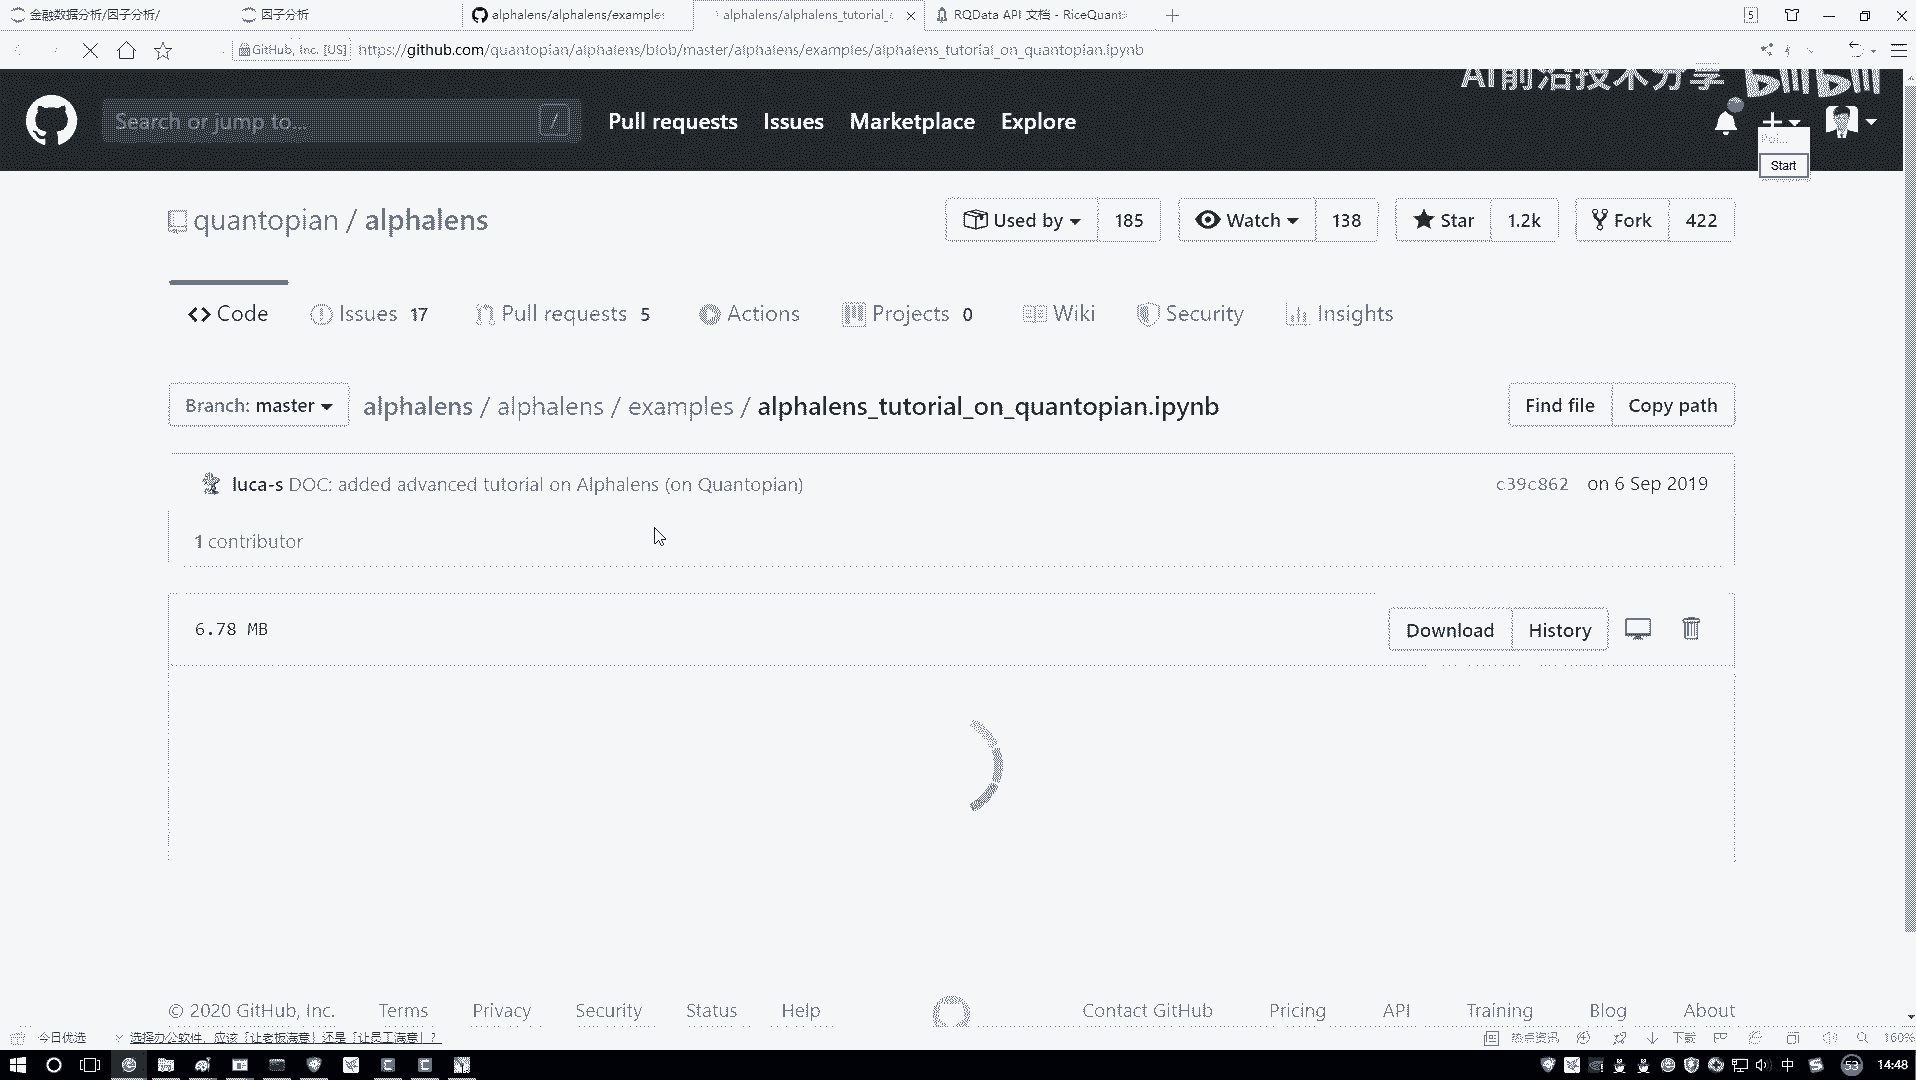 金融数据分析/因子分析/
因子分析
alphalens/alphalens/examples
alphalens/alphalens_tutorial_
RQData API 文档 - RiceQuant
5
GitHub, Inc. [US]
https://github.com/quantopian/alphalens/blob/master/alphalens/examples/alphalens_tutorial_on_quantopian.ipynb
AI前沿技术分享 bilibili
Search or jump to...
/
Pull requests
Issues
Marketplace
Explore
Poi...
Start
quantopian / alphalens
Used by 185
Watch 138
Star 1.2k
Fork 422
Code
Issues 17
Pull requests 5
Actions
Projects 0
Wiki
Security
Insights
Branch: master
alphalens / alphalens / examples / alphalens_tutorial_on_quantopian.ipynb
Find file
Copy path
luca-s DOC: added advanced tutorial on Alphalens (on Quantopian)
c39c862 on 6 Sep 2019
1 contributor
6.78 MB
Download
History
© 2020 GitHub, Inc.
Terms
Privacy
Security
Status
Help
Contact GitHub
Pricing
API
Training
Blog
About
今日优选
选择办公软件，应该「让老板满意」还是「让员工满意」？
热点资讯
下载
160%
中
53
14:48